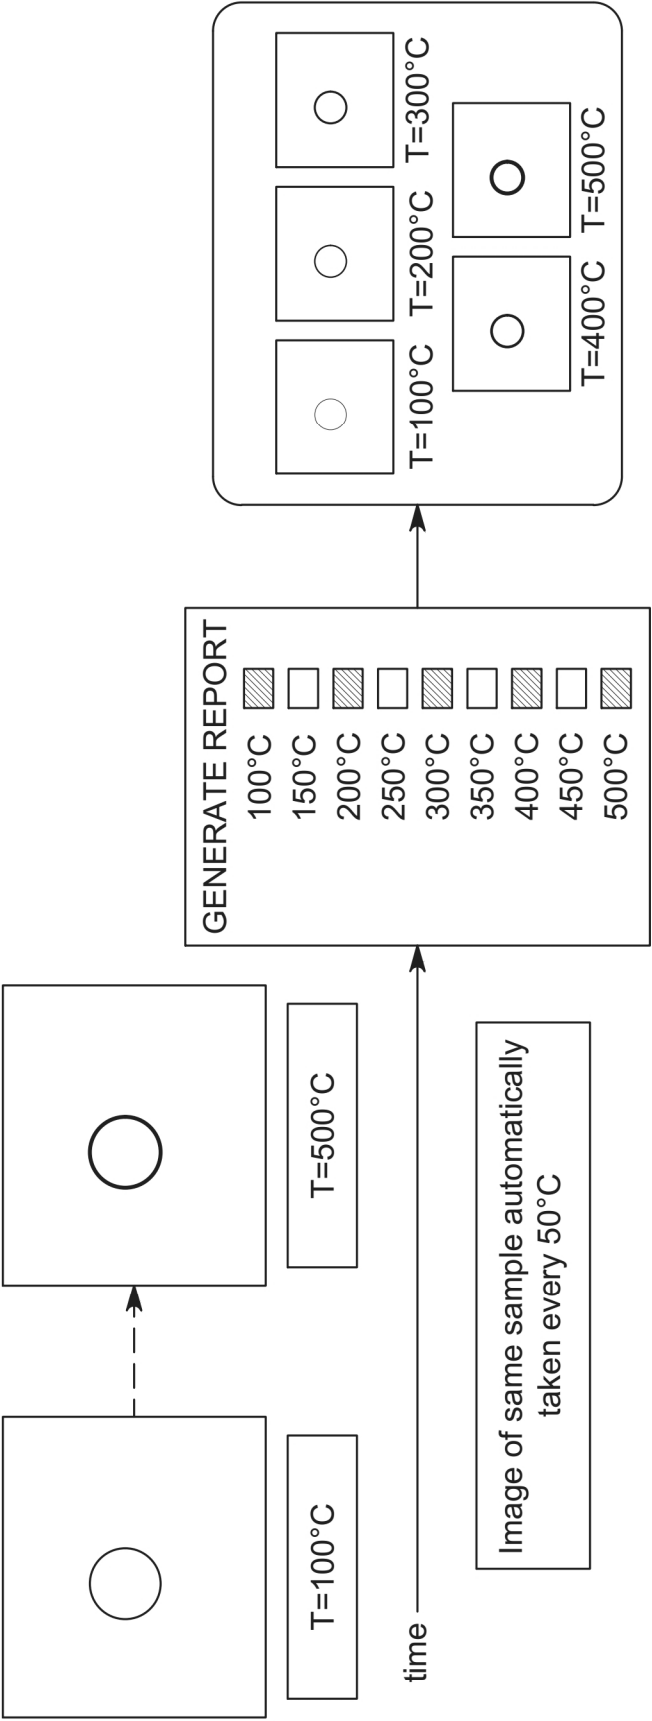 T=100°C
T=500°C
time
Image of same sample automatically
taken every 50°C
GENERATE REPORT
100°C
150°C
200°C
250°C
300°C
350°C
400°C
450°C
500°C
T=100°C
T=200°C
T=300°C
T=400°C
T=500°C